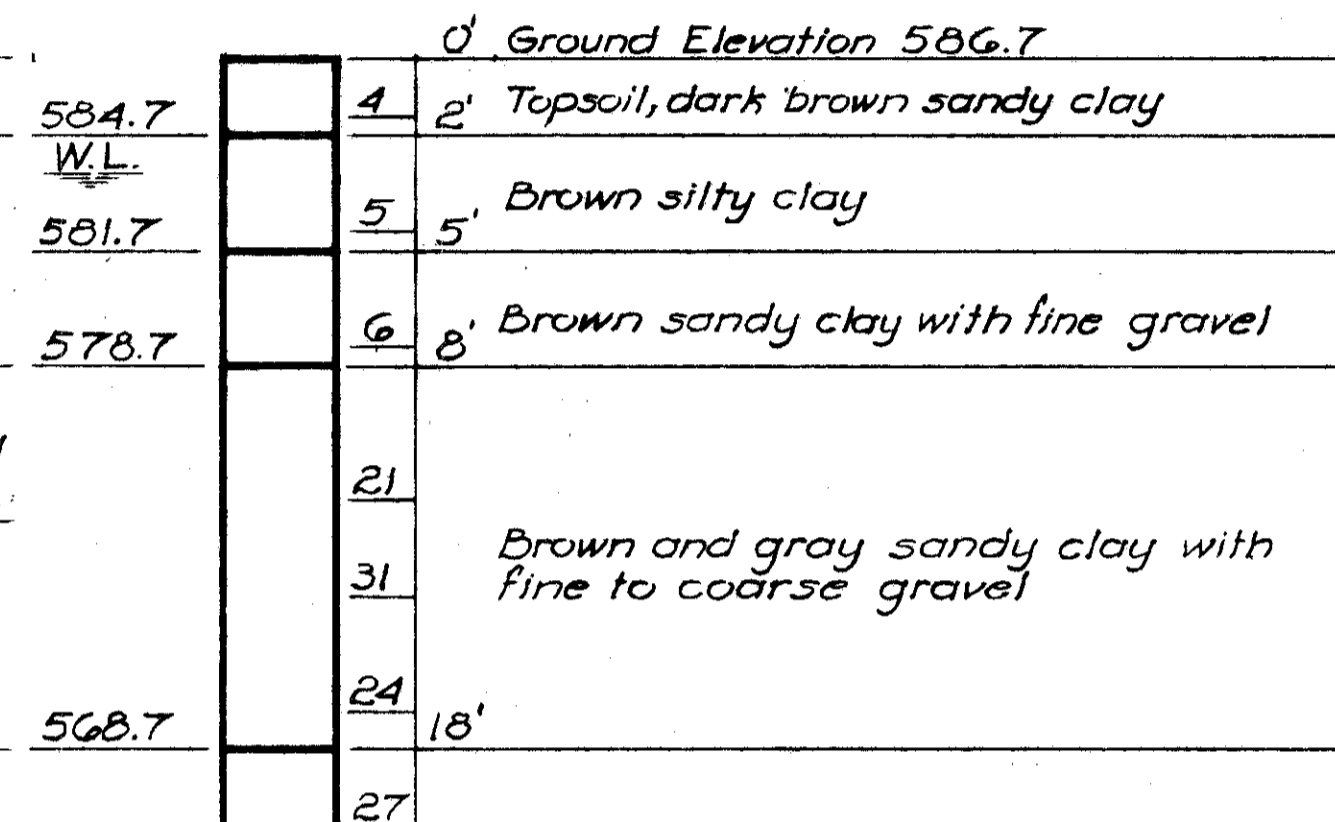 0' Ground Elevation 586.7
584.7 4 2' Topsoil, dark brown sandy clay
W.L.
581.7 5 5' Brown silty clay
578.7 6 8' Brown sandy clay with fine gravel
21
Brown and gray sandy clay with
31 fine to coarse gravel
24
568.7 18'
27